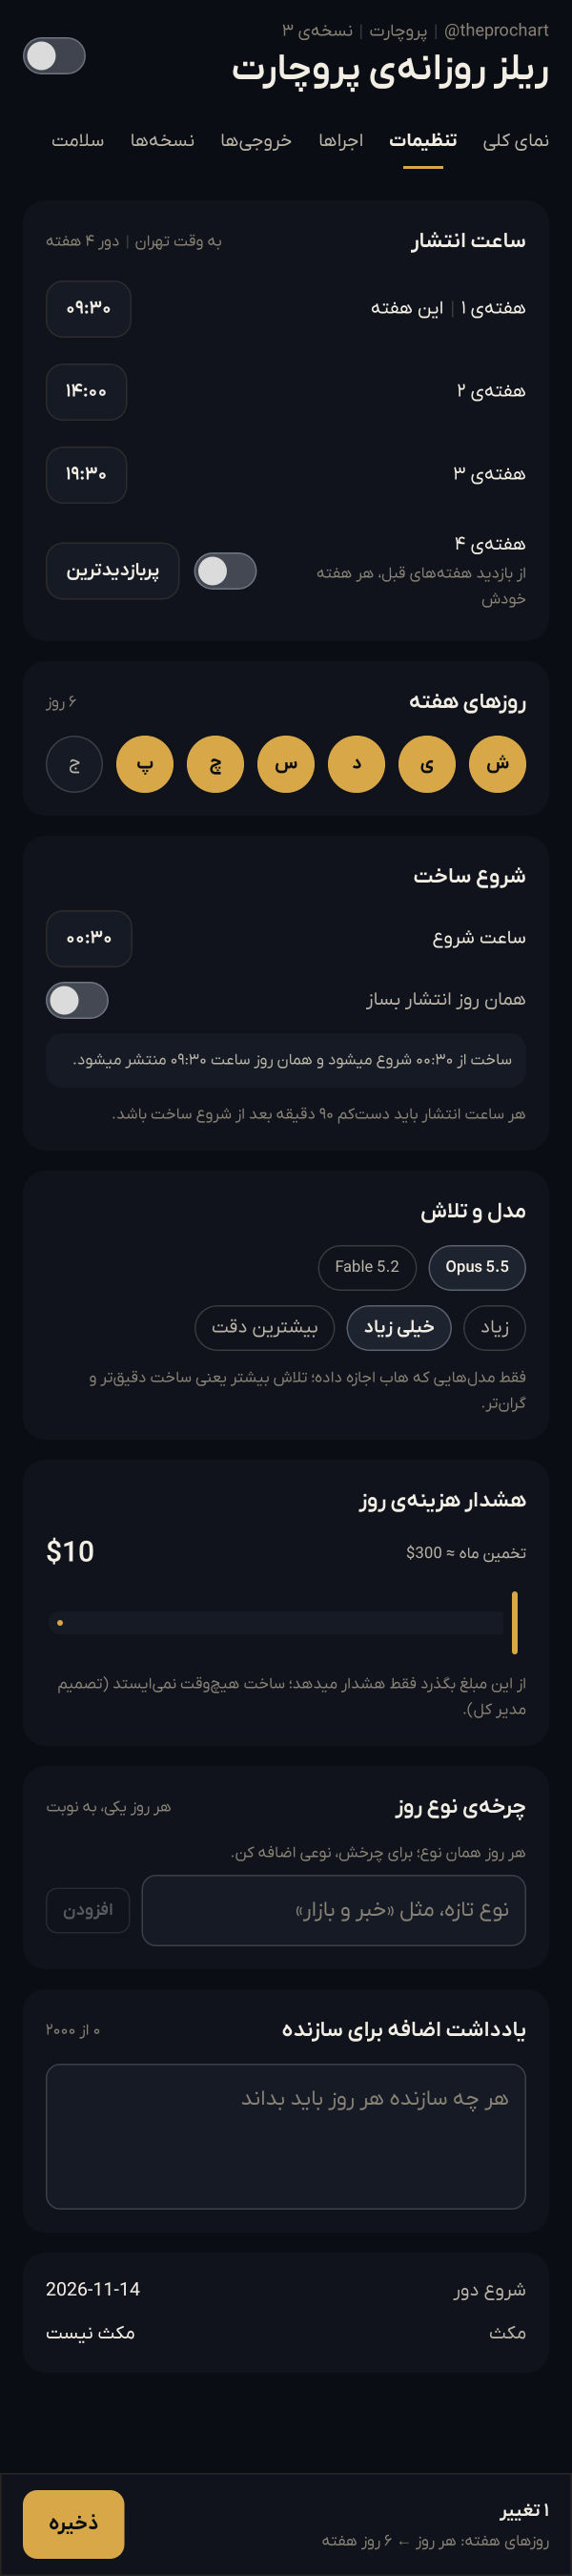 @theprochart | پروچارت | نسخه‌ی ۳
ریلز روزانه‌ی پروچارت
نمای کلی تنظیمات اجراها خروجی‌ها نسخه‌ها سلامت
ساعت انتشار
به وقت تهران | دور ۴ هفته
هفته‌ی ۱ | این هفته
۰۹:۳۰
هفته‌ی ۲
۱۴:۰۰
هفته‌ی ۳
۱۹:۳۰
هفته‌ی ۴
از بازدید هفته‌های قبل، هر هفته
خودش
پربازدیدترین
روزهای هفته
۶ روز
ش ی د س چ پ ج
شروع ساخت
ساعت شروع
۰۰:۳۰
همان روز انتشار بساز
ساخت از ۰۰:۳۰ شروع میشود و همان روز ساعت ۰۹:۳۰ منتشر میشود.
هر ساعت انتشار باید دست‌کم ۹۰ دقیقه بعد از شروع ساخت باشد.
مدل و تلاش
Opus 5.5 Fable 5.2
زیاد خیلی زیاد بیشترین دقت
فقط مدل‌هایی که هاب اجازه داده؛ تلاش بیشتر یعنی ساخت دقیق‌تر و
گران‌تر.
هشدار هزینه‌ی روز
تخمین ماه ≈ $300
$10
از این مبلغ بگذرد فقط هشدار میدهد؛ ساخت هیچ‌وقت نمی‌ایستد (تصمیم
مدیر کل).
چرخه‌ی نوع روز
هر روز یکی، به نوبت
هر روز همان نوع؛ برای چرخش، نوعی اضافه کن.
نوع تازه، مثل «خبر و بازار»
افزودن
یادداشت اضافه برای سازنده
۰ از ۲۰۰۰
هر چه سازنده هر روز باید بداند
شروع دور
2026-11-14
مکث
مکث نیست
۱ تغییر
روزهای هفته: هر روز ← ۶ روز هفته
ذخیره